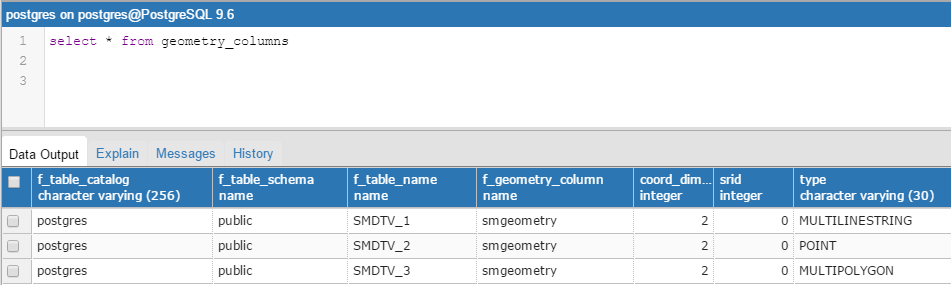 postgres on postgres@PostgreSQL 9.6
1 select * from geometry_columns
2
3
Data Output Explain Messages History
f_table_catalog f_table_schema f_table_name f_geometry_column coord_dim... srid type
character varying (256) name name name integer integer character varying (30)
postgres public SMDTV_1 smgeometry 2 0 MULTILINESTRING
postgres public SMDTV_2 smgeometry 2 0 POINT
postgres public SMDTV_3 smgeometry 2 0 MULTIPOLYGON